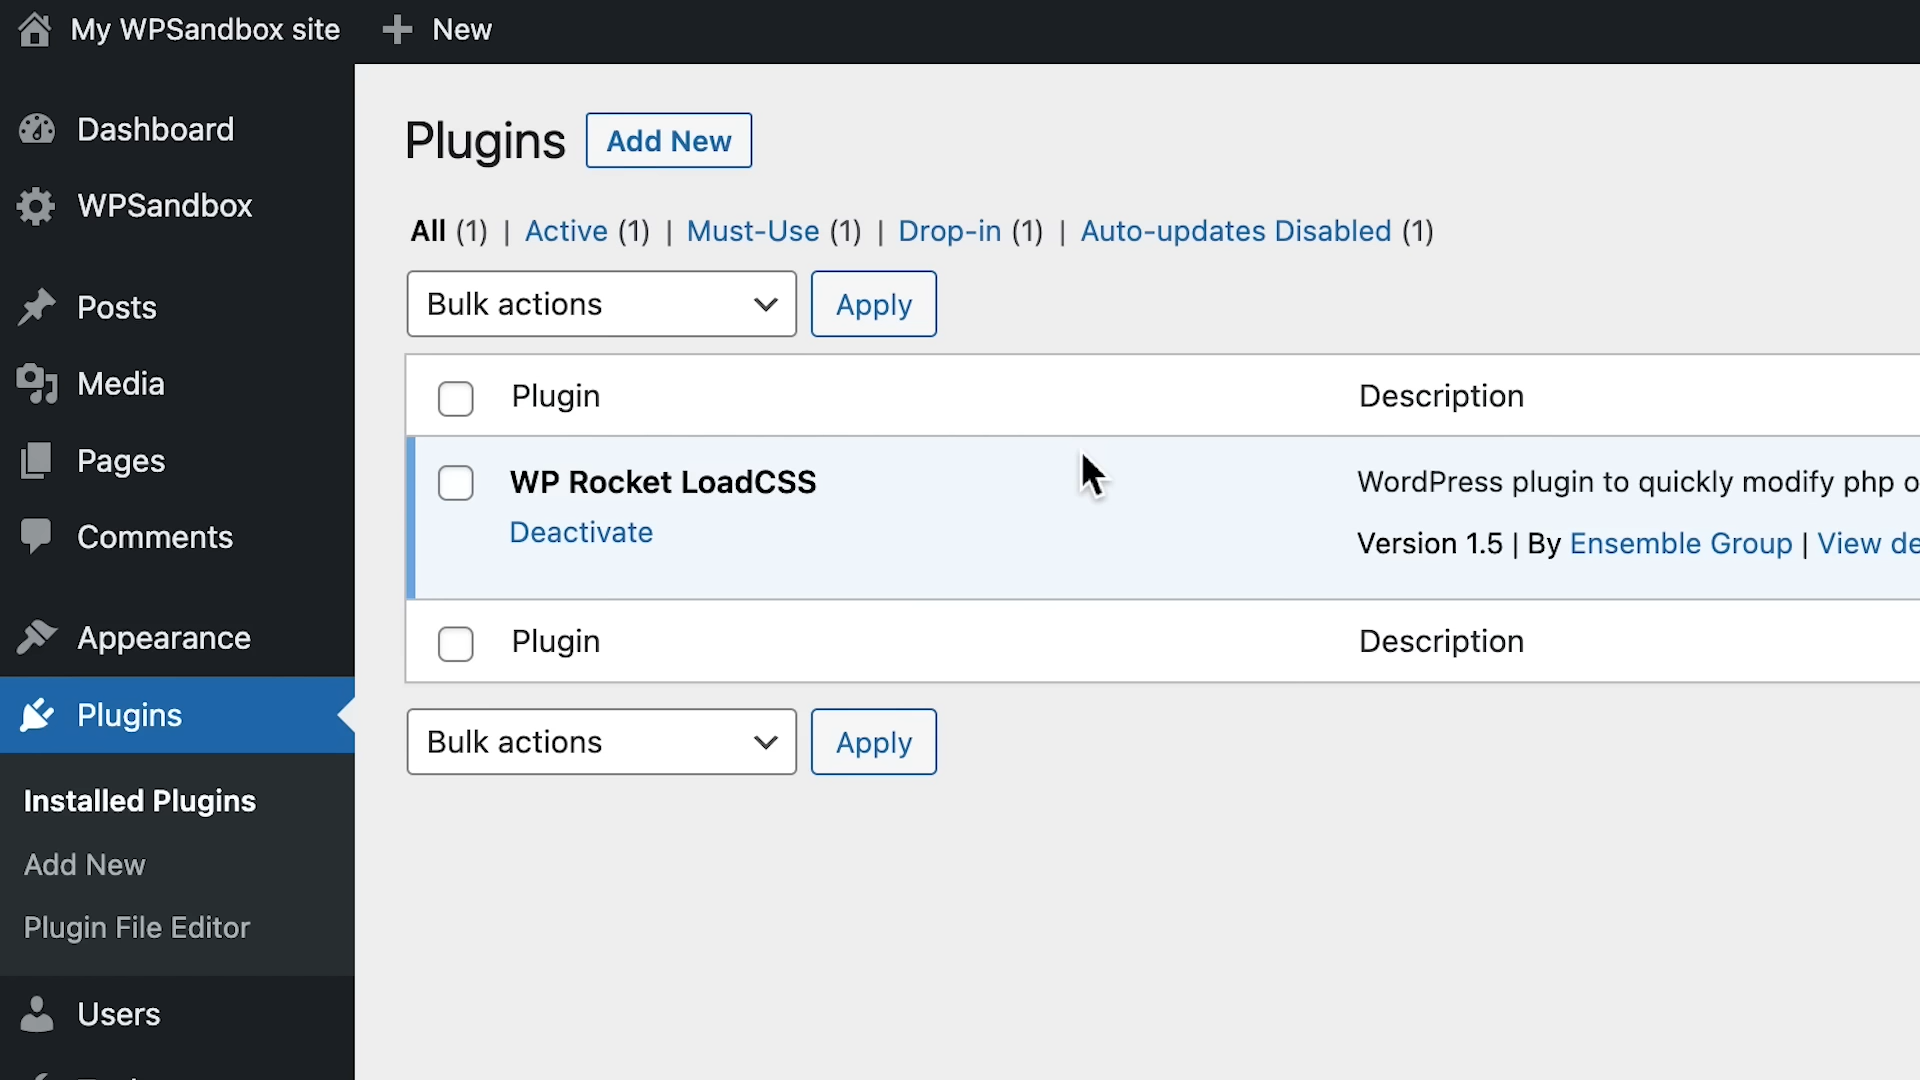 My WPSandbox site New
Dashboard
WPSandbox
Posts
Media
Pages
Comments
Appearance
Plugins
Installed Plugins
Add New
Plugin File Editor
Users
Plugins Add New
All (1) | Active (1) | Must-Use (1) | Drop-in (1) | Auto-updates Disabled (1)
Bulk actions Apply
Plugin Description
WP Rocket LoadCSS WordPress plugin to quickly modify php o
Deactivate
Version 1.5 | By Ensemble Group | View de
Plugin Description
Bulk actions Apply